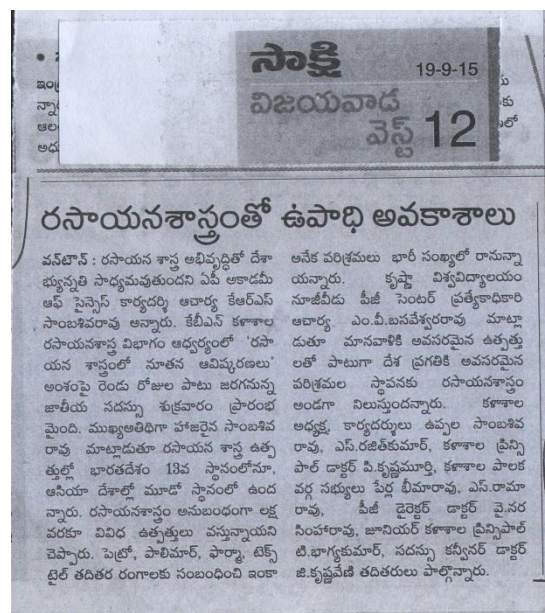 సాక్షి
19-9-15
విజయవాడ
వెస్ట్ 12
రసాయనశాస్త్రంతో ఉపాధి అవకాశాలు
వన్‌టౌన్ : రసాయన శాస్త్ర అభివృద్ధితో దేశా
భ్యున్నతి సాధ్యమవుతుందని ఏపీ అకాడమీ
ఆఫ్ సైన్సెస్ కార్యదర్శి ఆచార్య కేఆర్ఎస్
సాంబశివరావు అన్నారు. కేబీఎన్ కళాశాల
రసాయనశాస్త్ర విభాగం ఆధ్వర్యంలో ‘రసా
యన శాస్త్రంలో నూతన ఆవిష్కరణలు’
అంశంపై రెండు రోజుల పాటు జరగనున్న
జాతీయ సదస్సు శుక్రవారం ప్రారంభ
మైంది. ముఖ్యఅతిథిగా హాజరైన సాంబశివ
రావు మాట్లాడుతూ రసాయన శాస్త్ర ఉత్ప
త్తుల్లో భారతదేశం 13వ స్థానంలోనూ,
ఆసియా దేశాల్లో మూడో స్థానంలో ఉంద
న్నారు. రసాయనశాస్త్రం అనుబంధంగా లక్ష
వరకూ వివిధ ఉత్పత్తులు వస్తున్నాయని
చెప్పారు. పెట్రో, పాలిమార్, ఫార్మా, టెక్స్
టైల్ తదితర రంగాలకు సంబంధించి ఇంకా
అనేక పరిశ్రమలు భారీ సంఖ్యలో రానున్నా
యన్నారు. కృష్ణా విశ్వవిద్యాలయం
నూజివీడు పీజీ సెంటర్ ప్రత్యేకాధికారి
ఆచార్య ఎం.వీ.బసవేశ్వరరావు మాట్లా
డుతూ మానవాళికి అవసరమైన ఉత్పత్తు
లతో పాటుగా దేశ ప్రగతికి అవసరమైన
పరిశ్రమల స్థాపనకు రసాయనశాస్త్రం
అండగా నిలుస్తుందన్నారు. కళాశాల
అధ్యక్ష, కార్యదర్శులు ఉప్పల సాంబశివ
రావు, ఎస్.రజిత్‌కుమార్, కళాశాల ప్రిన్సి
పాల్ డాక్టర్ పి.కృష్ణమూర్తి, కళాశాల పాలక
వర్గ సభ్యులు పేర్ల భీమారావు, ఎస్.రామా
రావు, పీజీ డైరెక్టర్ డాక్టర్ వై.నర
సింహారావు, జూనియర్ కళాశాల ప్రిన్సిపాల్
టి.భాగ్యకుమార్, సదస్సు కన్వీనర్ డాక్టర్
జి.కృష్ణవేణి తదితరులు పాల్గొన్నారు.